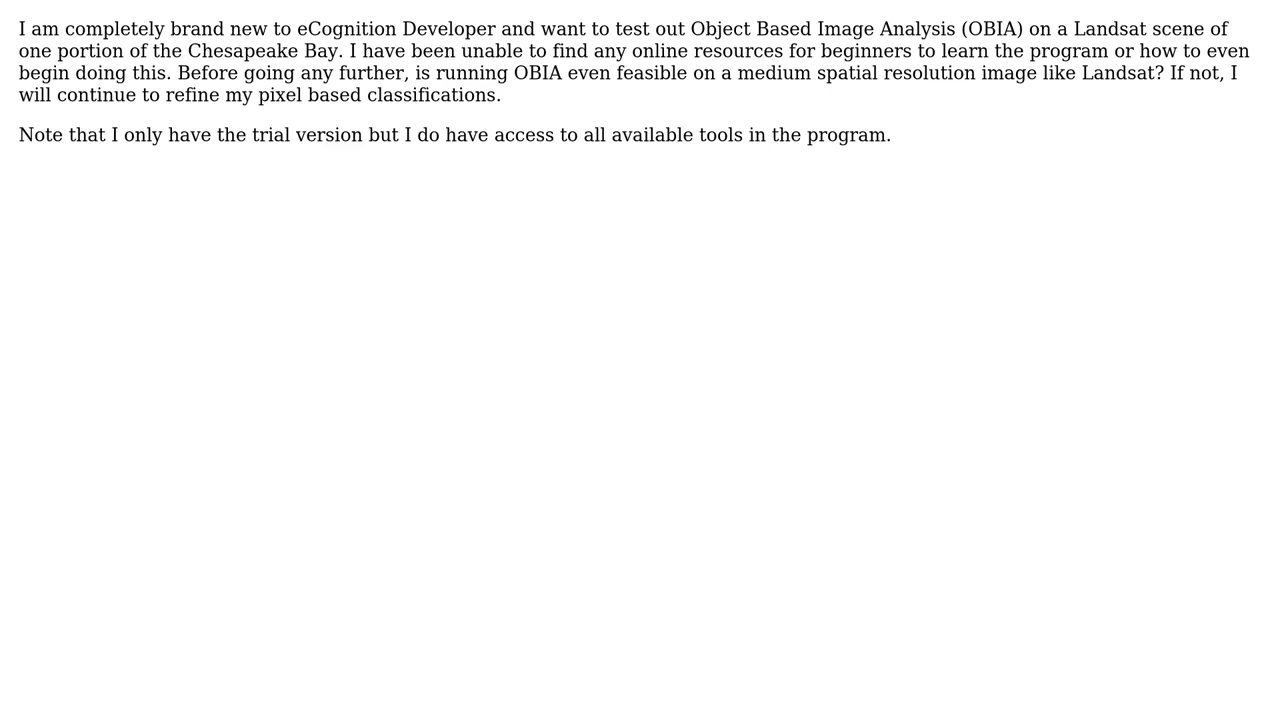 I am completely brand new to eCognition Developer and want to test out Object Based Image Analysis (OBIA) on a Landsat scene of
one portion of the Chesapeake Bay. I have been unable to find any online resources for beginners to learn the program or how to even
begin doing this. Before going any further, is running OBIA even feasible on a medium spatial resolution image like Landsat? If not, I
will continue to refine my pixel based classifications.
Note that I only have the trial version but I do have access to all available tools in the program.